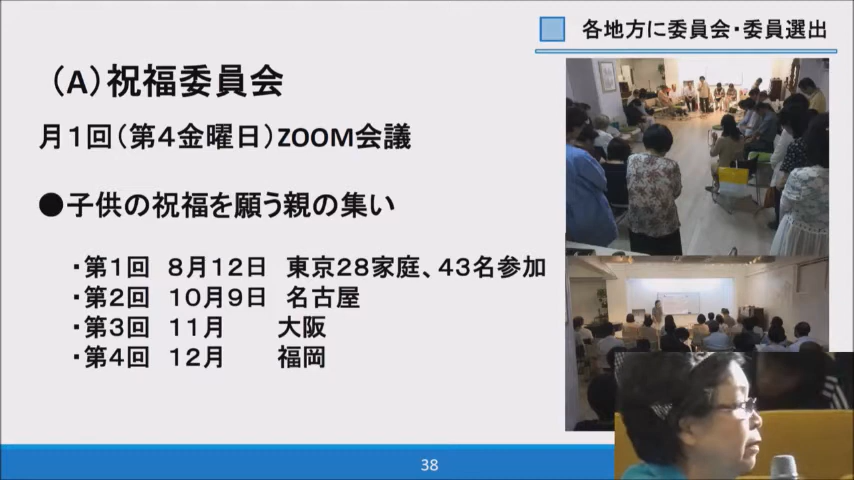 各地方に委員会・委員選出
（A）祝福委員会
月１回（第４金曜日）ZOOM会議
●子供の祝福を願う親の集い
・第１回　８月１２日　東京２８家庭、４３名参加
・第２回　１０月９日　名古屋
・第３回　１１月　大阪
・第４回　１２月　福岡
38